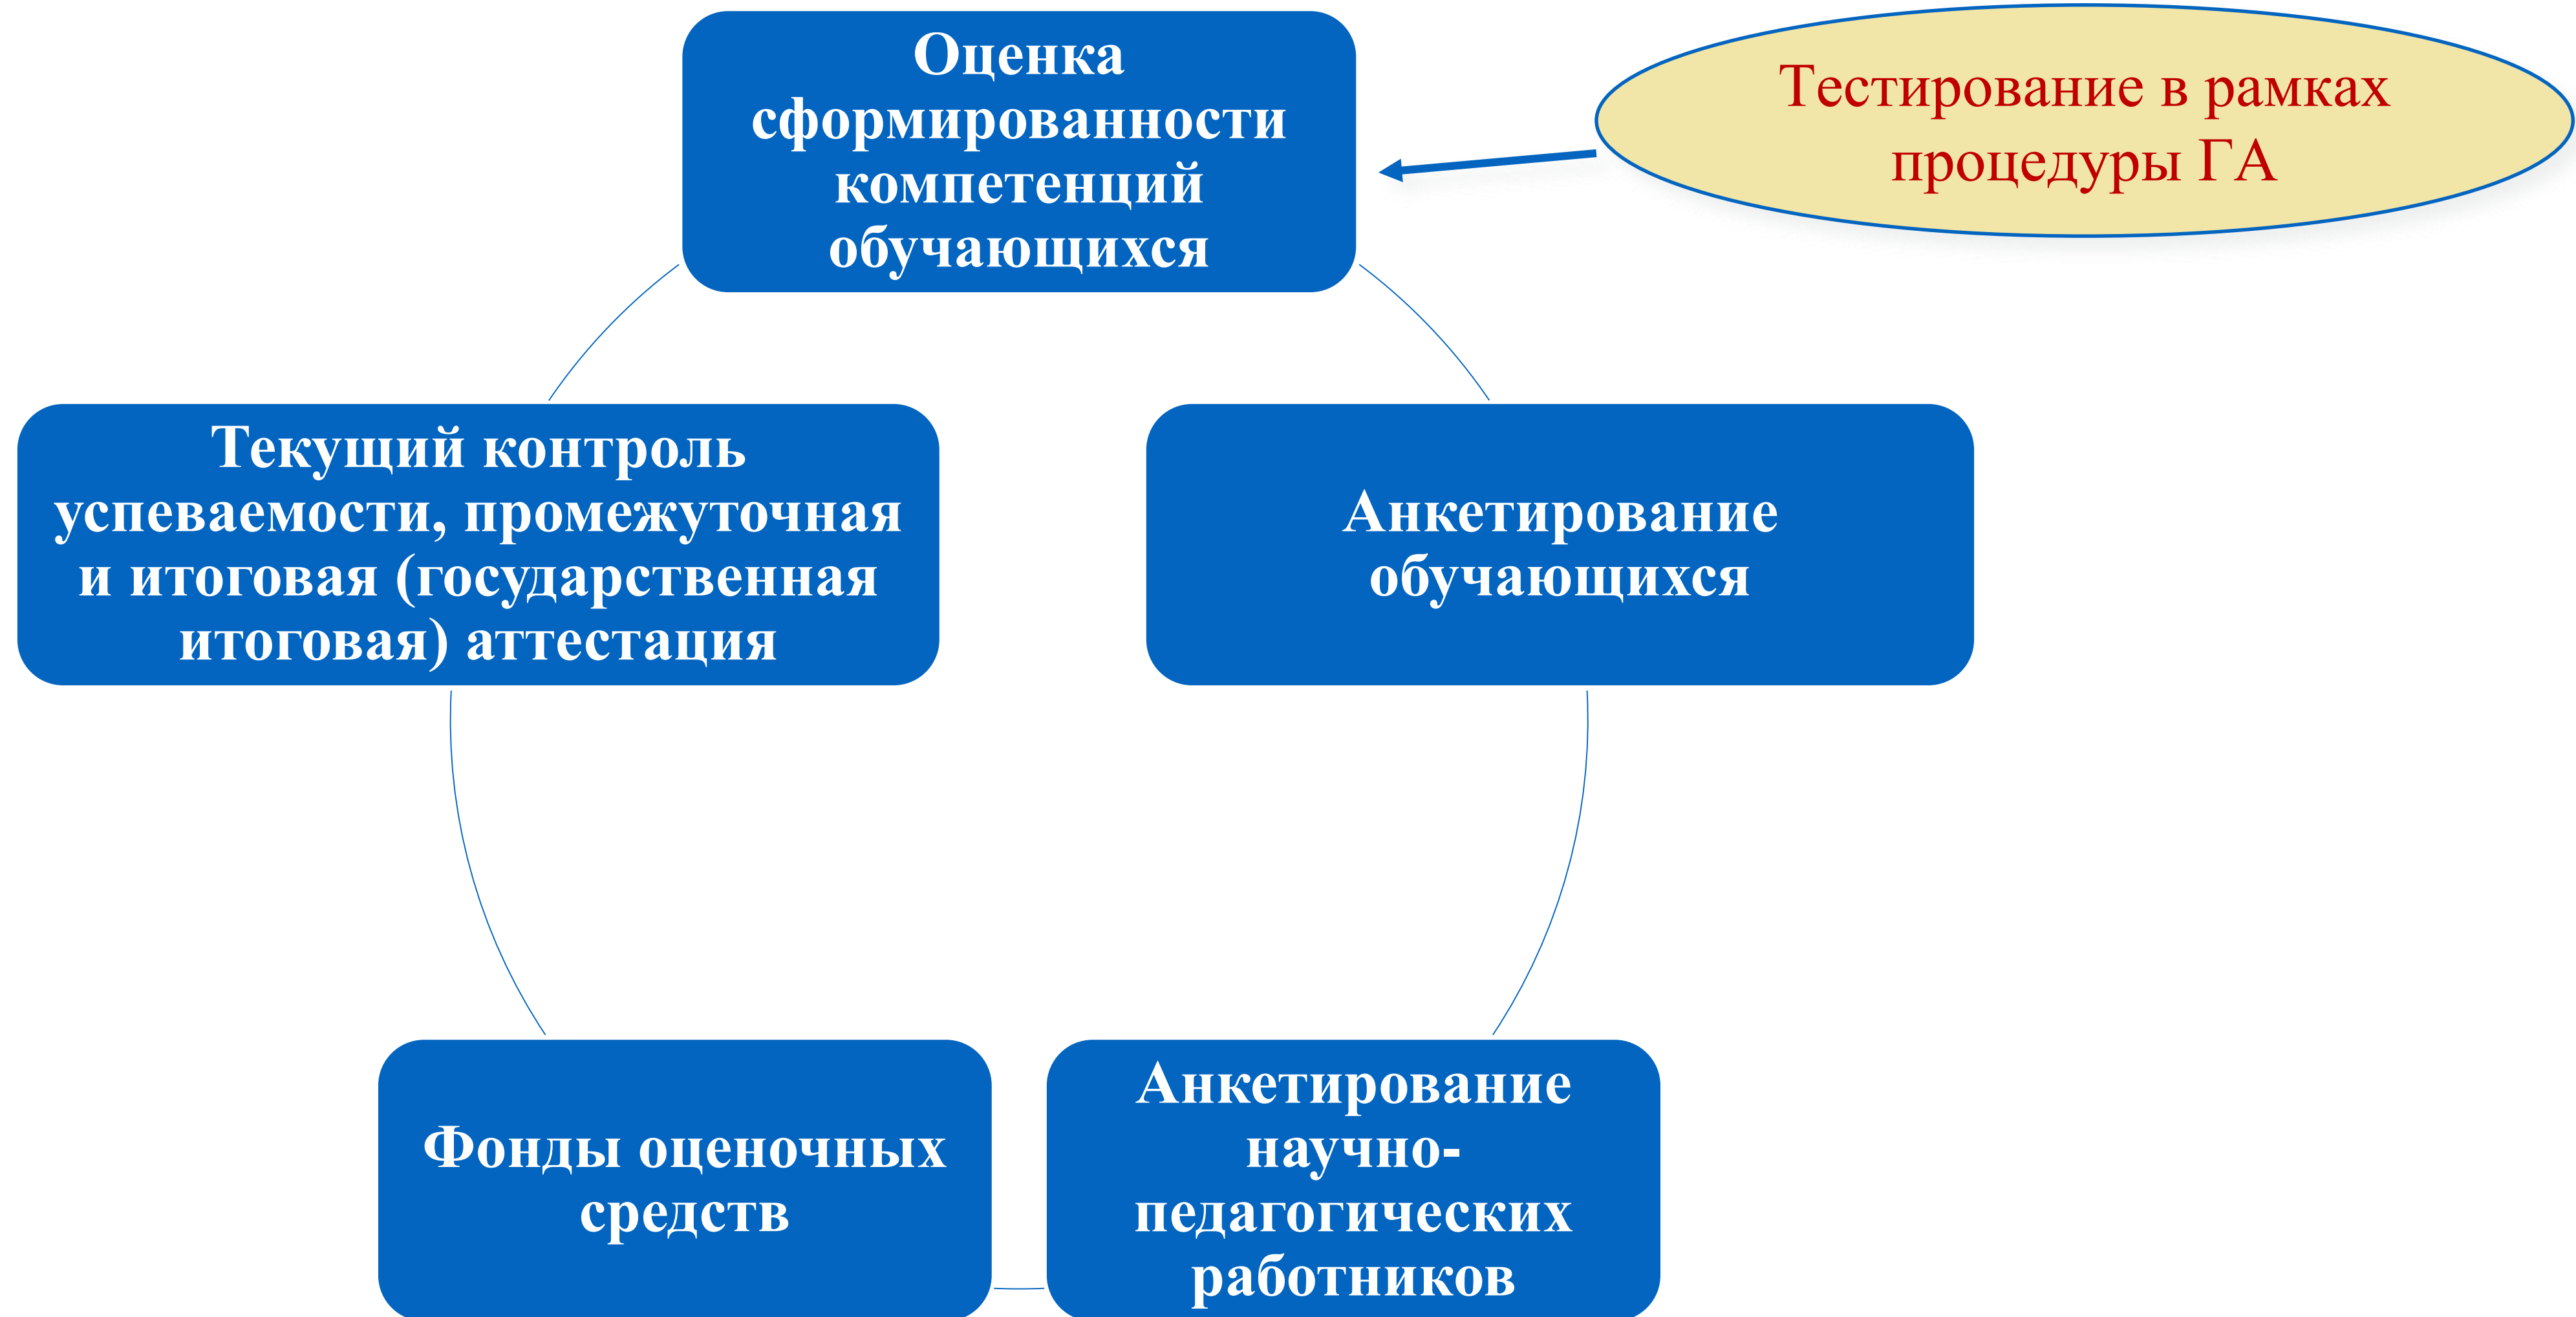 Оценка
сформированности
компетенций
обучающихся
Тестирование в рамках
процедуры ГА
Текущий контроль
успеваемости, промежуточная
и итоговая (государственная
итоговая) аттестация
Анкетирование
обучающихся
Фонды оценочных
средств
Анкетирование
научно-
педагогических
работников